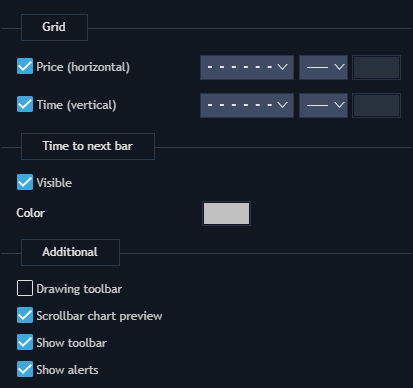 Grid
Price (horizontal)
Time (vertical)
Time to next bar
Visible
Color
Additional
Drawing toolbar
Scrollbar chart preview
Show toolbar
Show alerts